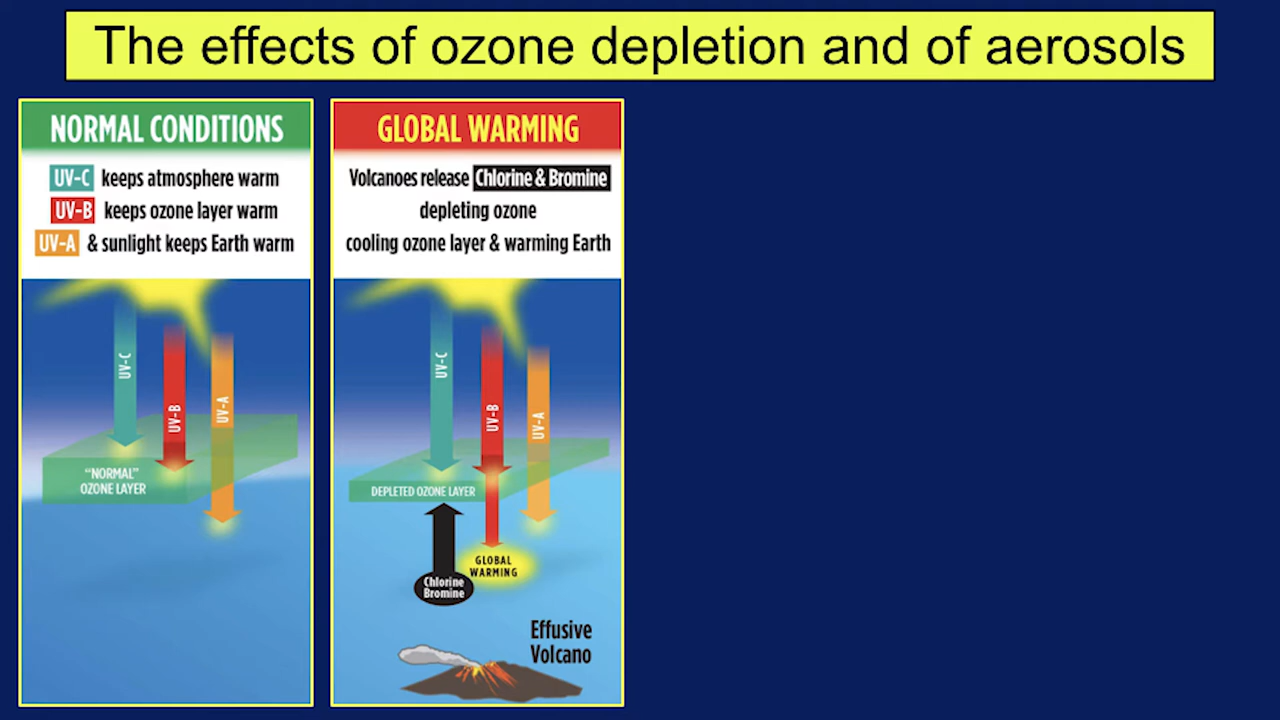 The effects of ozone depletion and of aerosols
NORMAL CONDITIONS
UV-C keeps atmosphere warm
UV-B keeps ozone layer warm
UV-A & sunlight keeps Earth warm
UV-C
UV-B
UV-A
“NORMAL”
OZONE LAYER
GLOBAL WARMING
Volcanoes release Chlorine & Bromine
depleting ozone
cooling ozone layer & warming Earth
UV-C
UV-B
UV-A
DEPLETED OZONE LAYER
GLOBAL
WARMING
Chlorine
Bromine
Effusive
Volcano